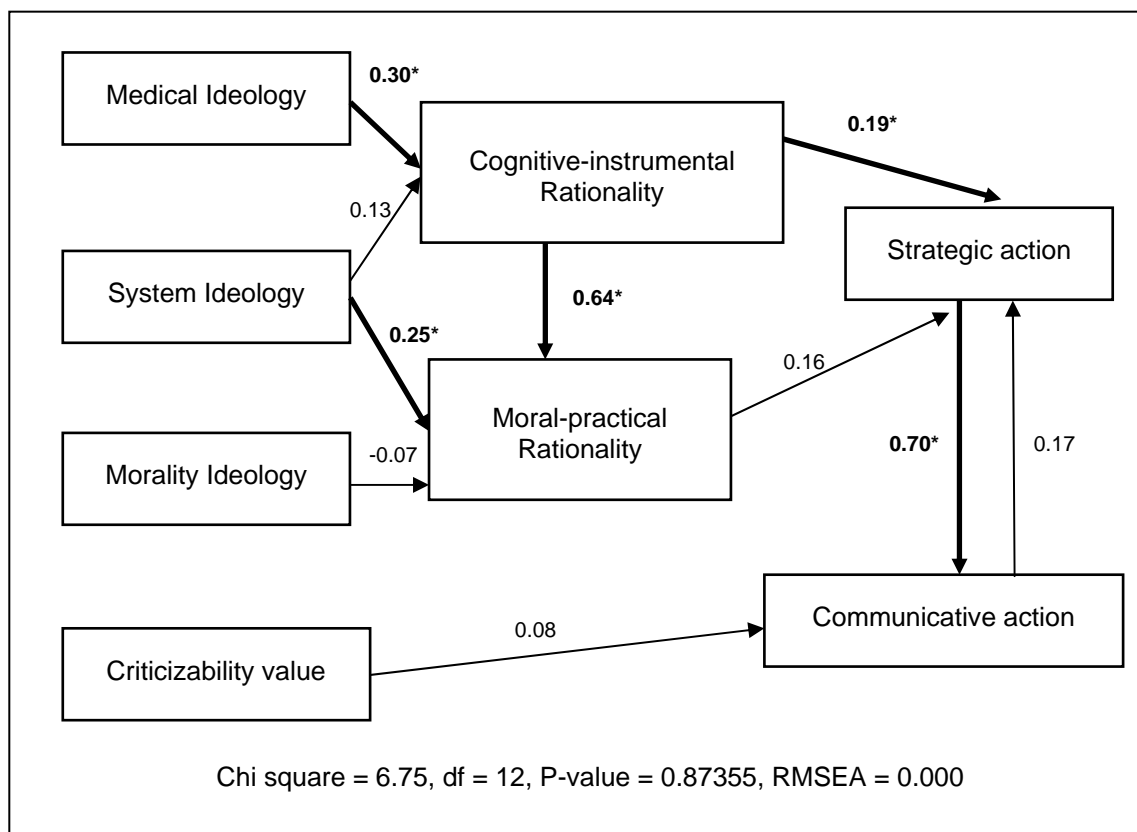 Medical Ideology
0.30*
Cognitive-instrumental
Rationality
0.19*
0.13
System Ideology
Strategic action
0.64*
0.25*
0.16
Moral-practical
Rationality
Morality Ideology
-0.07
0.70*
0.17
Communicative action
0.08
Criticizability value
Chi square = 6.75, df = 12, P-value = 0.87355, RMSEA = 0.000